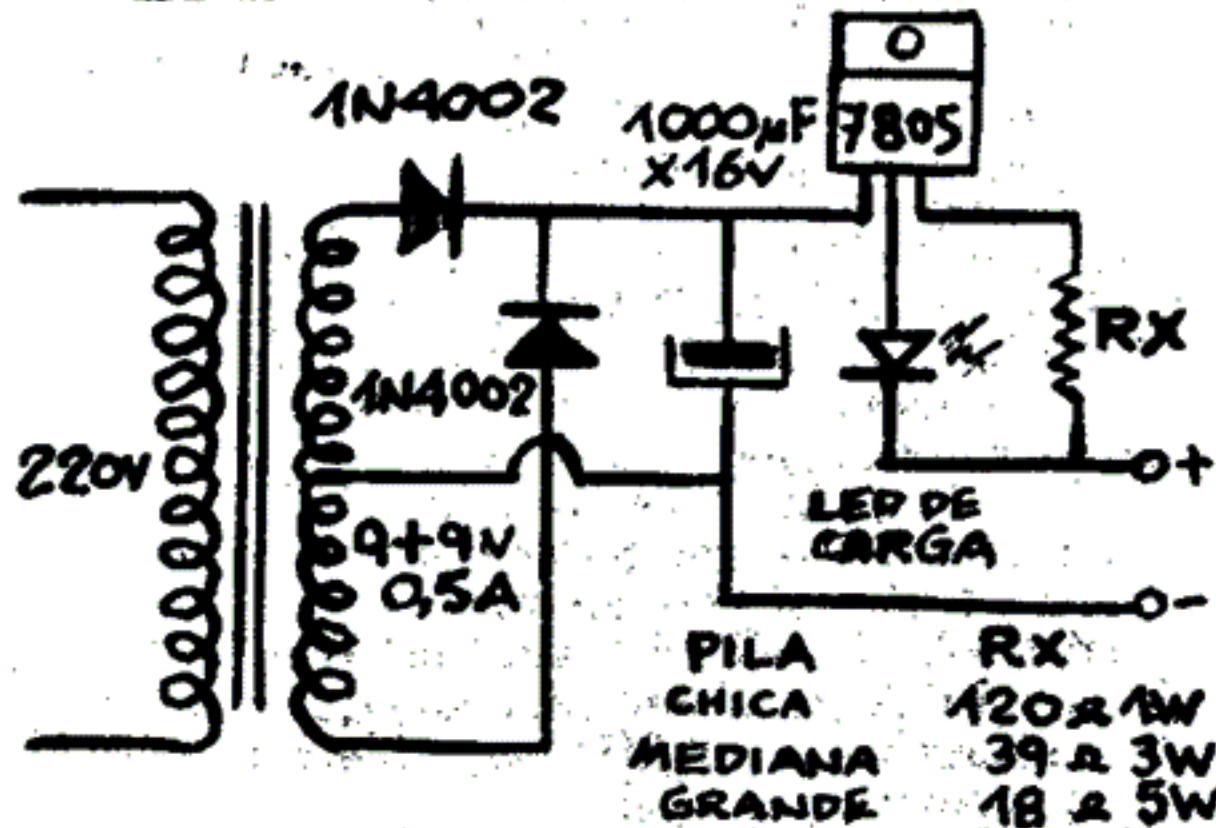 1N4002
1000µF
X16V
7805
1N4002
RX
220V
9+9V
0,5A
LED DE
CARGA
+
-
PILA RX
CHICA 120Ω 1W
MEDIANA 39Ω 3W
GRANDE 18Ω 5W